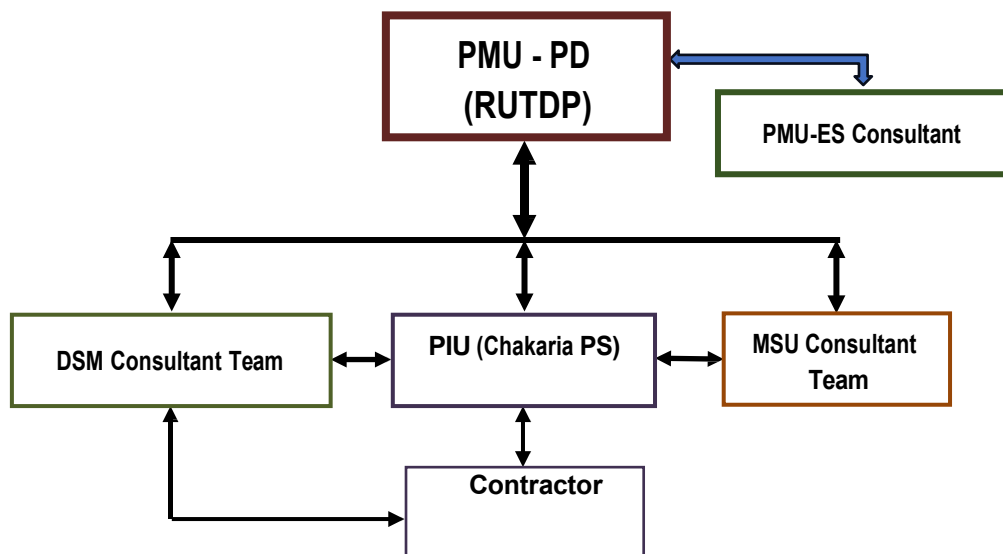 PMU - PD
(RUTDP)
PMU-ES Consultant
DSM Consultant Team
PIU (Chakaria PS)
MSU Consultant
Team
Contractor